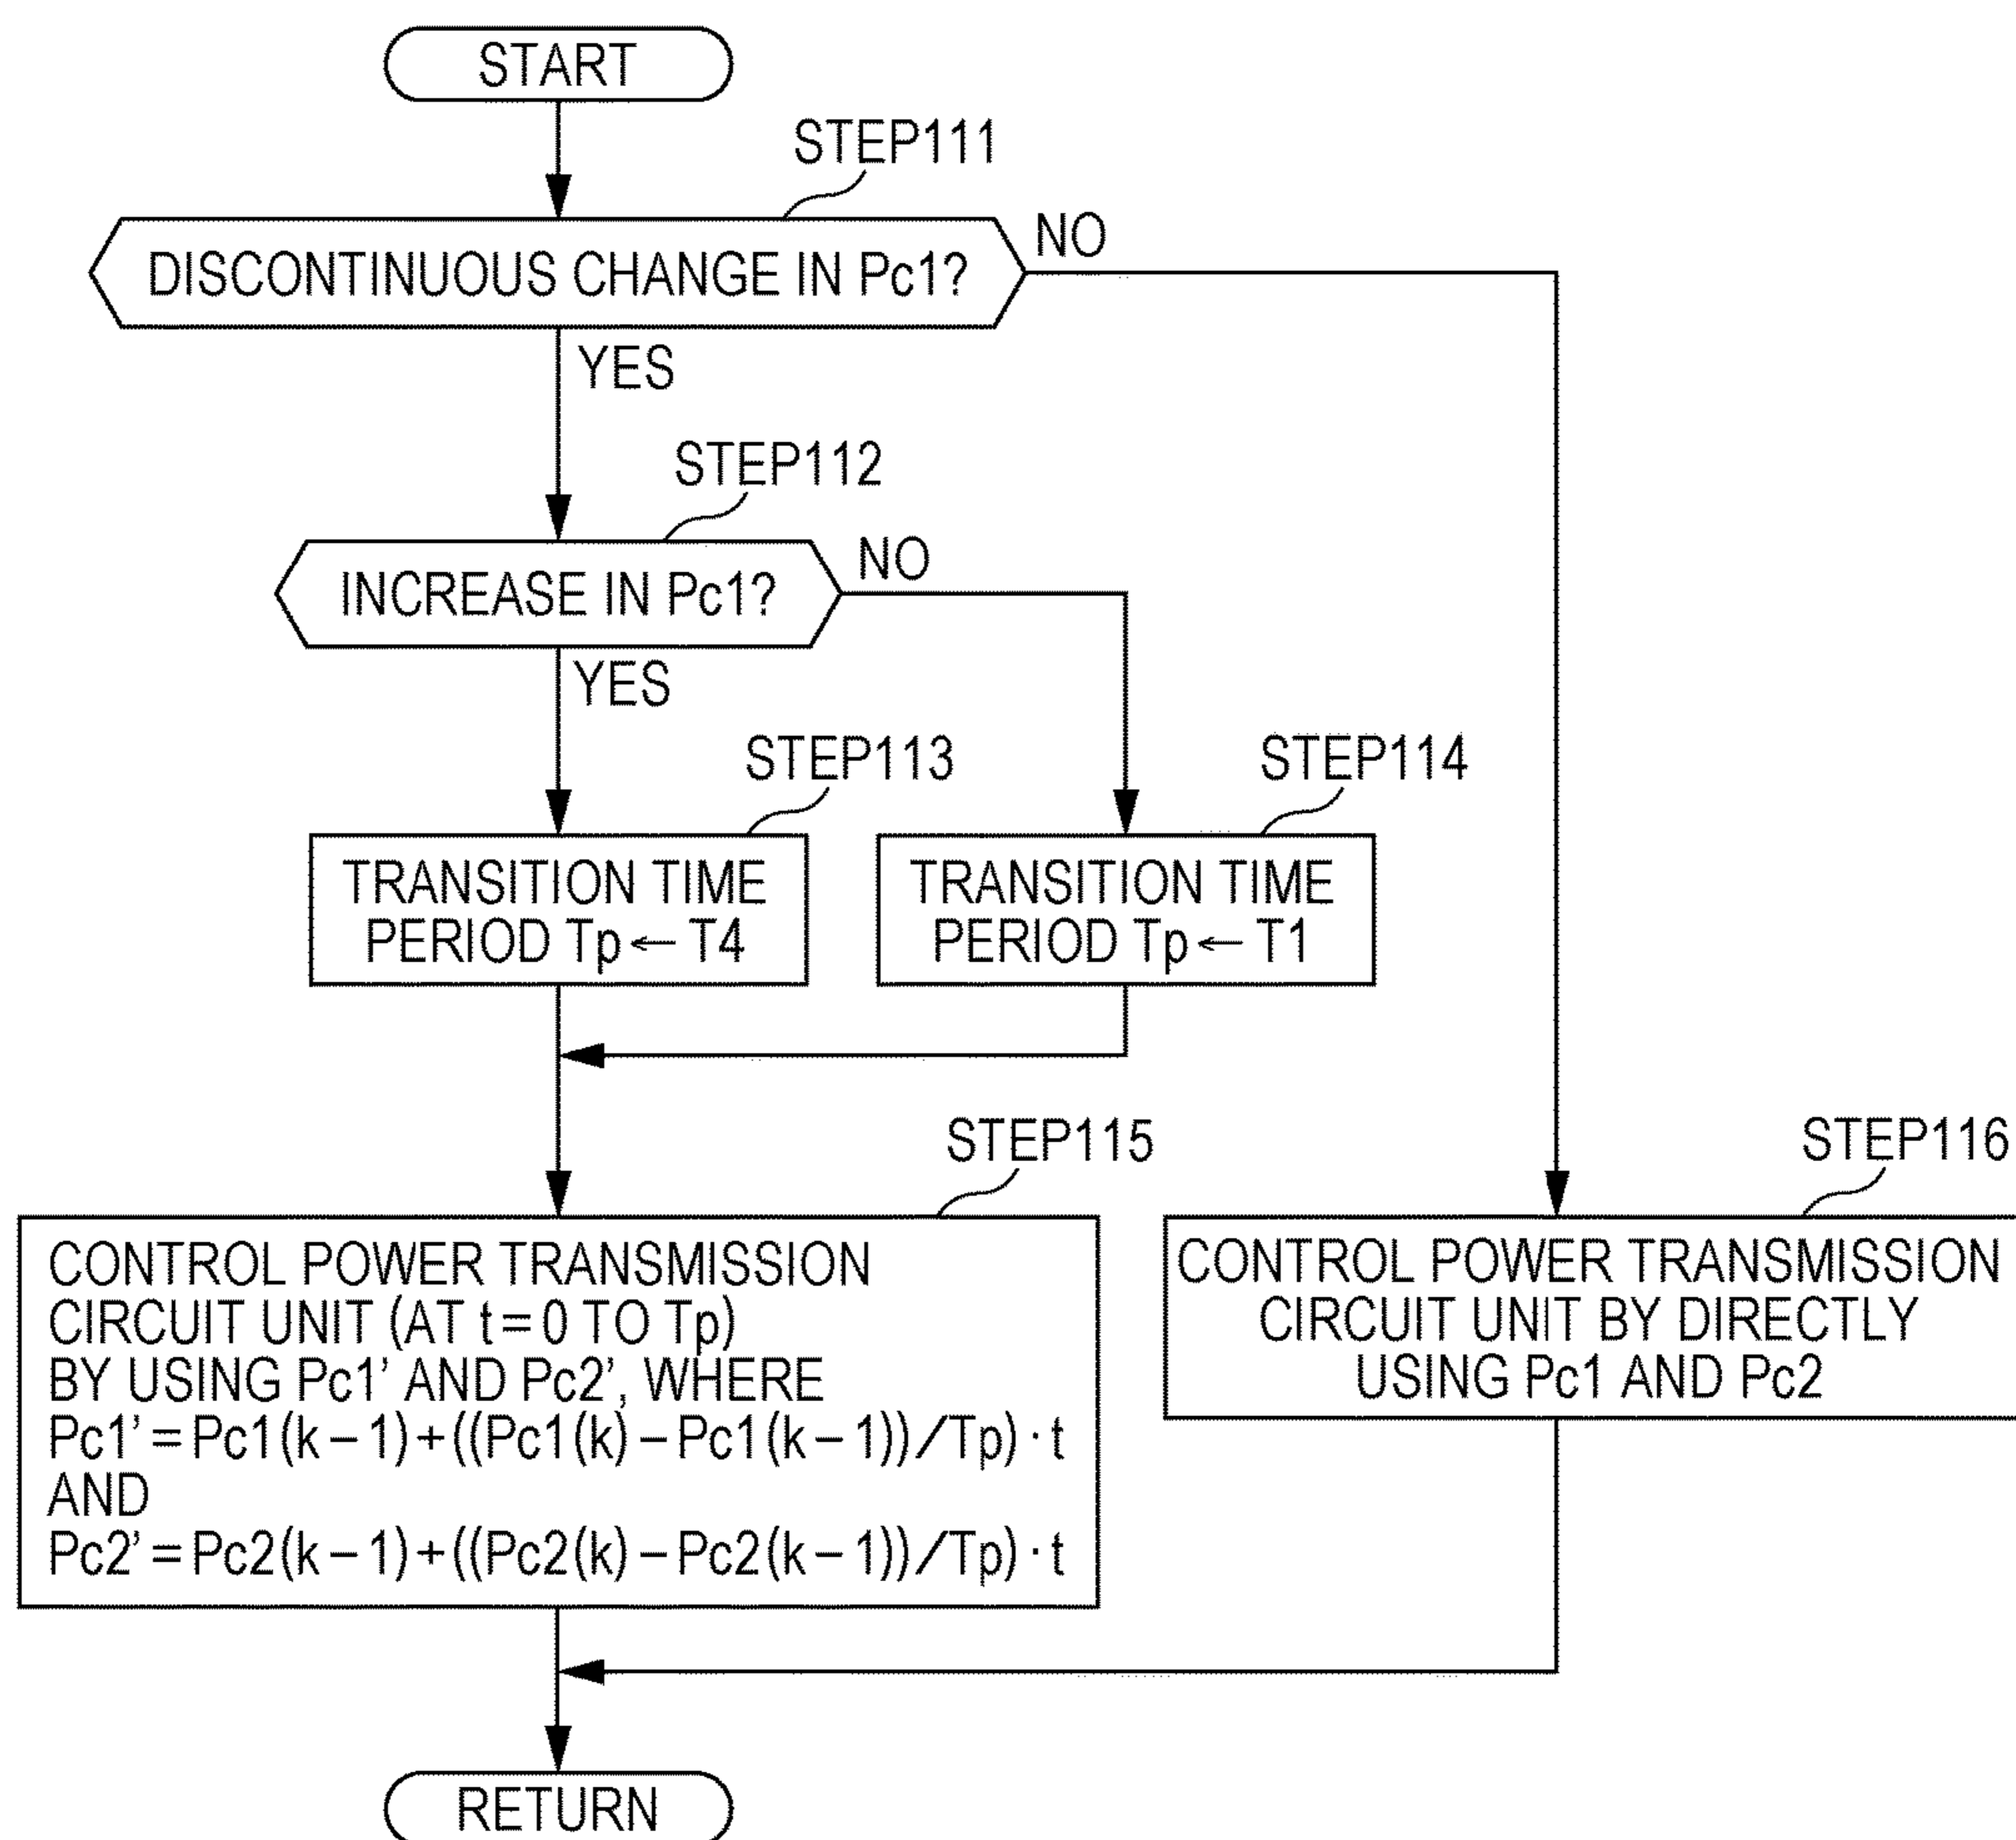 START
STEP111
DISCONTINUOUS CHANGE IN Pc1?
NO
YES
STEP112
INCREASE IN Pc1?
NO
YES
STEP113
TRANSITION TIME
PERIOD Tp ← T4
STEP114
TRANSITION TIME
PERIOD Tp ← T1
STEP115
CONTROL POWER TRANSMISSION
CIRCUIT UNIT (AT t = 0 TO Tp)
BY USING Pc1' AND Pc2', WHERE
Pc1' = Pc1(k – 1) + ((Pc1(k) – Pc1(k – 1)) / Tp) · t
AND
Pc2' = Pc2(k – 1) + ((Pc2(k) – Pc2(k – 1)) / Tp) · t
STEP116
CONTROL POWER TRANSMISSION
CIRCUIT UNIT BY DIRECTLY
USING Pc1 AND Pc2
RETURN